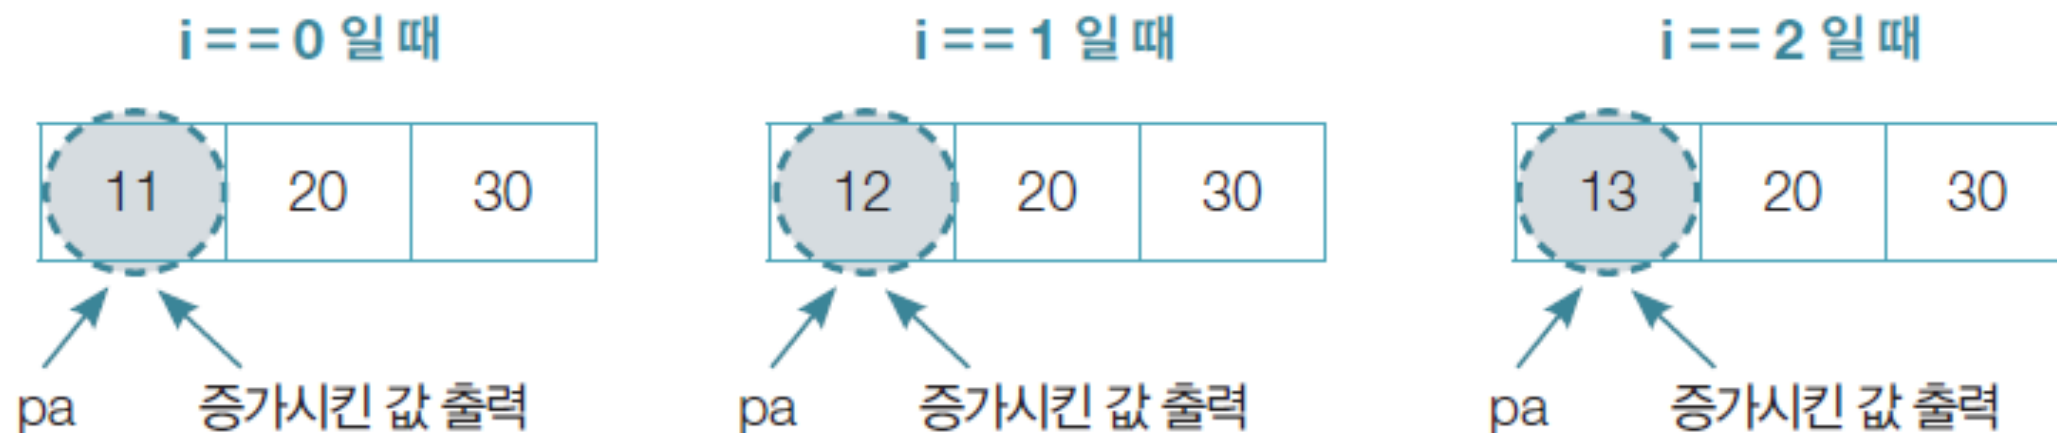 i == 0 일 때
i == 1 일 때
i == 2 일 때
11 20 30
12 20 30
13 20 30
pa 증가시킨 값 출력
pa 증가시킨 값 출력
pa 증가시킨 값 출력